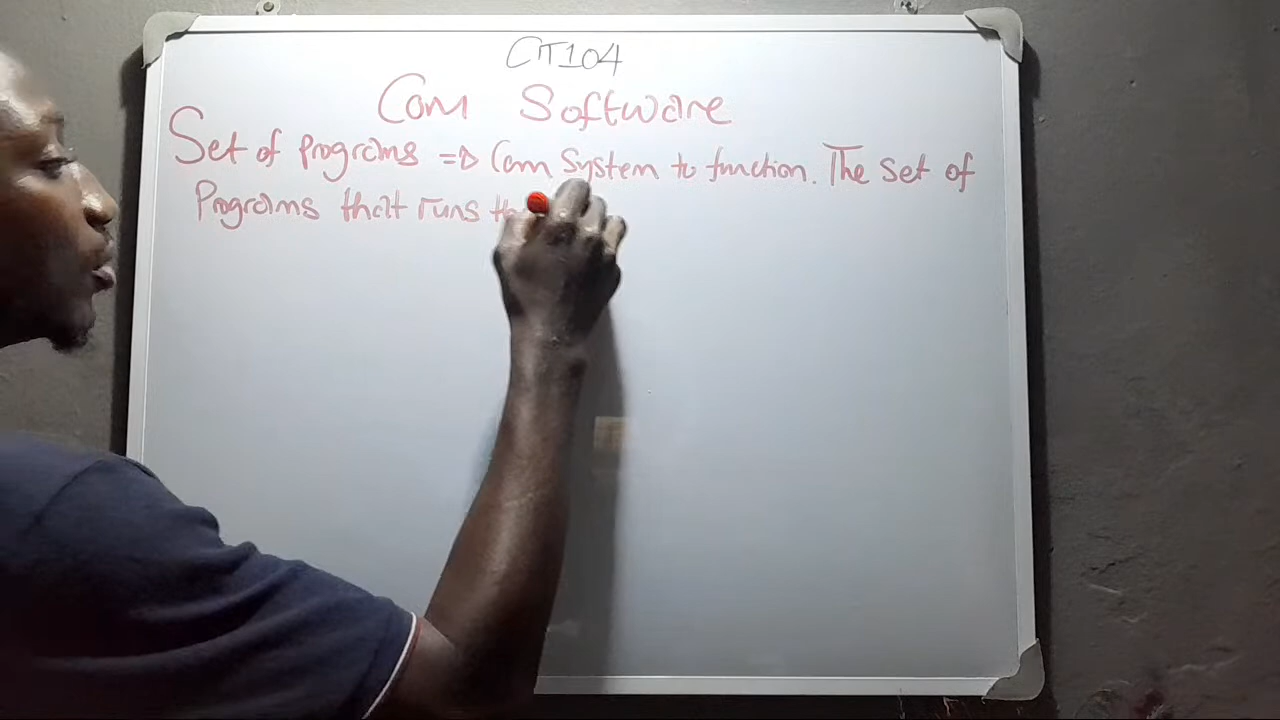 CIT104
Com Software
Set of programs => Com System to function. The set of
Programs that runs